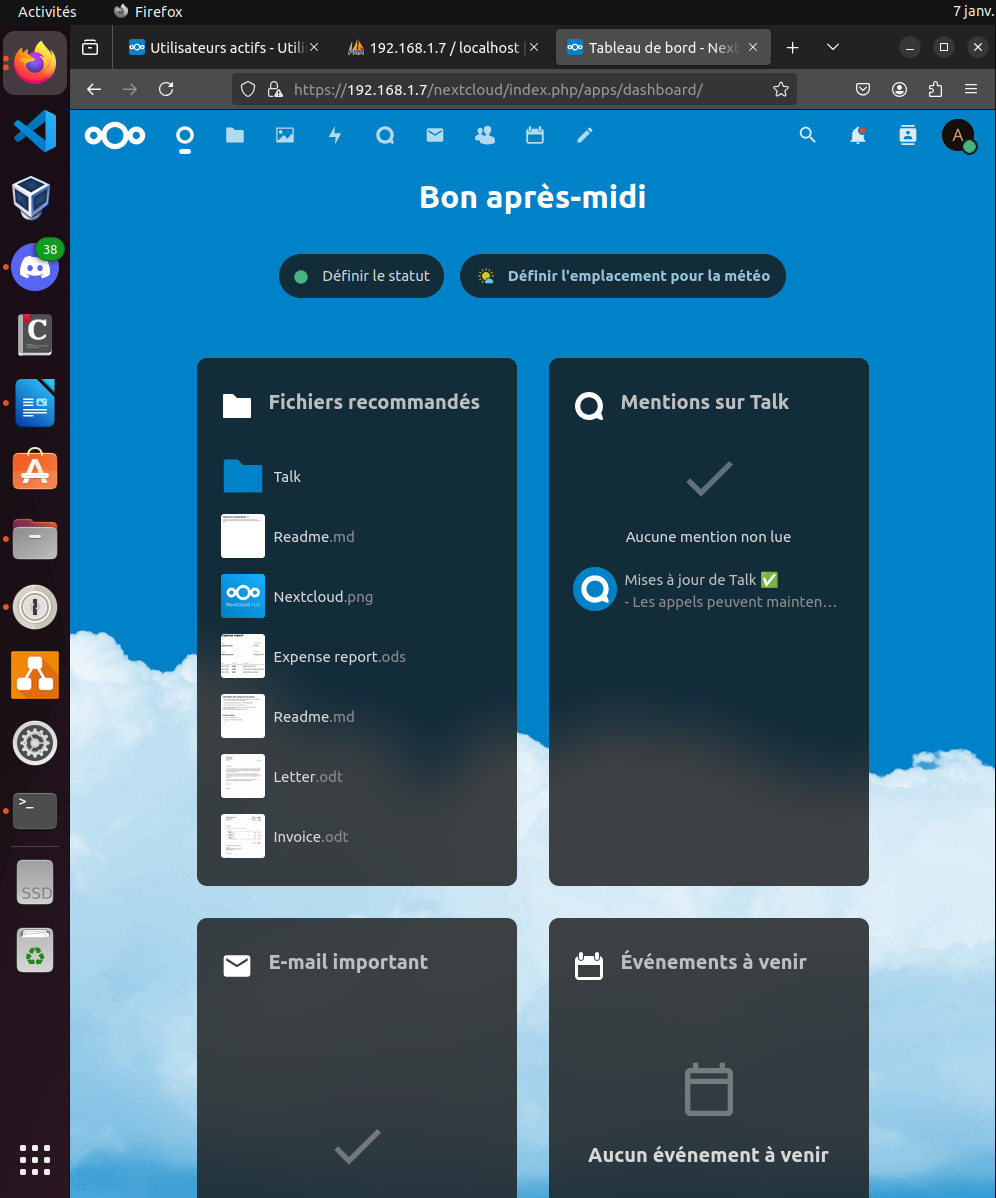 Activités Firefox 7 janv.
Utilisateurs actifs - Utili
192.168.1.7 / localhost |
Tableau de bord - Next
https://192.168.1.7/nextcloud/index.php/apps/dashboard/
A
Bon après-midi
Définir le statut
Définir l'emplacement pour la météo
38
Fichiers recommandés
Talk
Readme.md
Nextcloud.png
Expense report.ods
Readme.md
Letter.odt
Invoice.odt
Mentions sur Talk
Aucune mention non lue
Mises à jour de Talk ✅
- Les appels peuvent mainten…
E-mail important
Événements à venir
Aucun événement à venir
C
A
>_
SSD
Nextcloud Hub